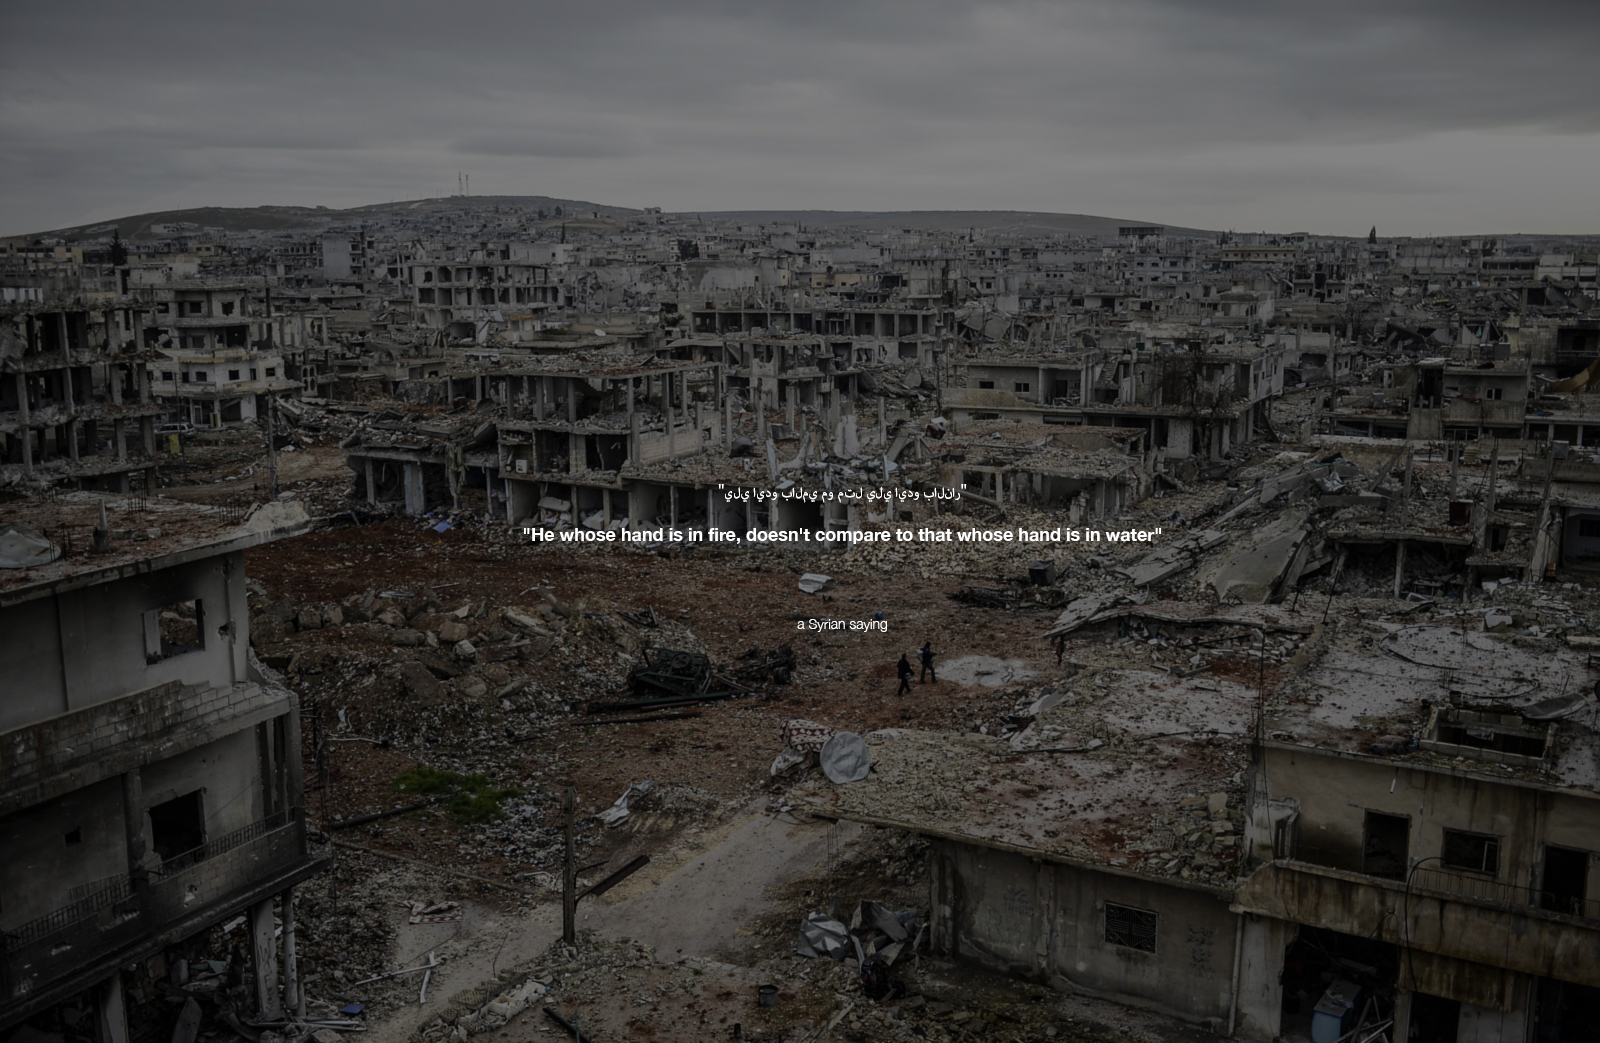 "يلي ايدو بالمي مو متل يلي ايدو بالنار"
"He whose hand is in fire, doesn't compare to that whose hand is in water"
a Syrian saying